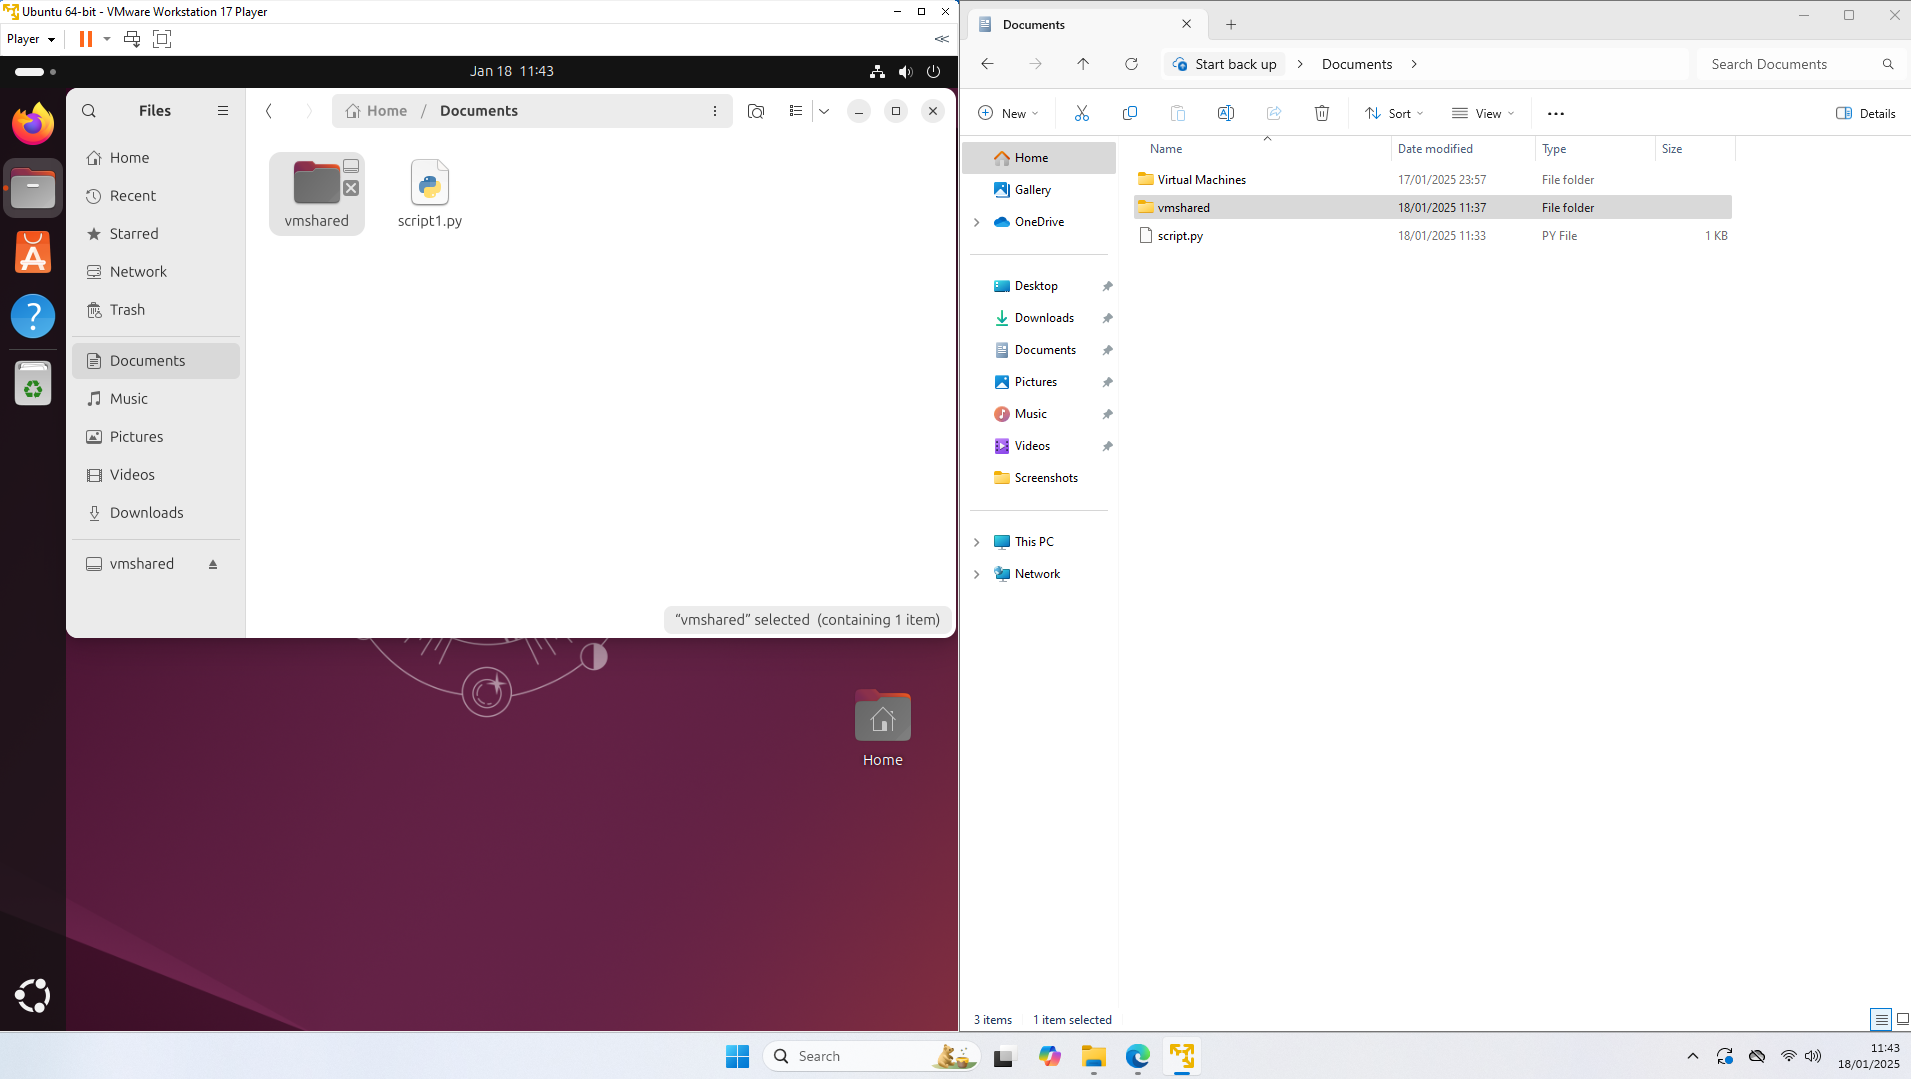 Ubuntu 64-bit - VMware Workstation 17 Player
Player
Jan 18 11:43
Files
Home / Documents
Home
Recent
Starred
Network
Trash
Documents
Music
Pictures
Videos
Downloads
vmshared
vmshared
script1.py
“vmshared” selected (containing 1 item)
Home
Documents
Start back up
Documents
Search Documents
New
Sort
View
Details
Home
Gallery
OneDrive
Desktop
Downloads
Documents
Pictures
Music
Videos
Screenshots
This PC
Network
Name Date modified Type Size
Virtual Machines 17/01/2025 23:57 File folder
vmshared 18/01/2025 11:37 File folder
script.py 18/01/2025 11:33 PY File 1 KB
3 items 1 item selected
Search
11:43
18/01/2025